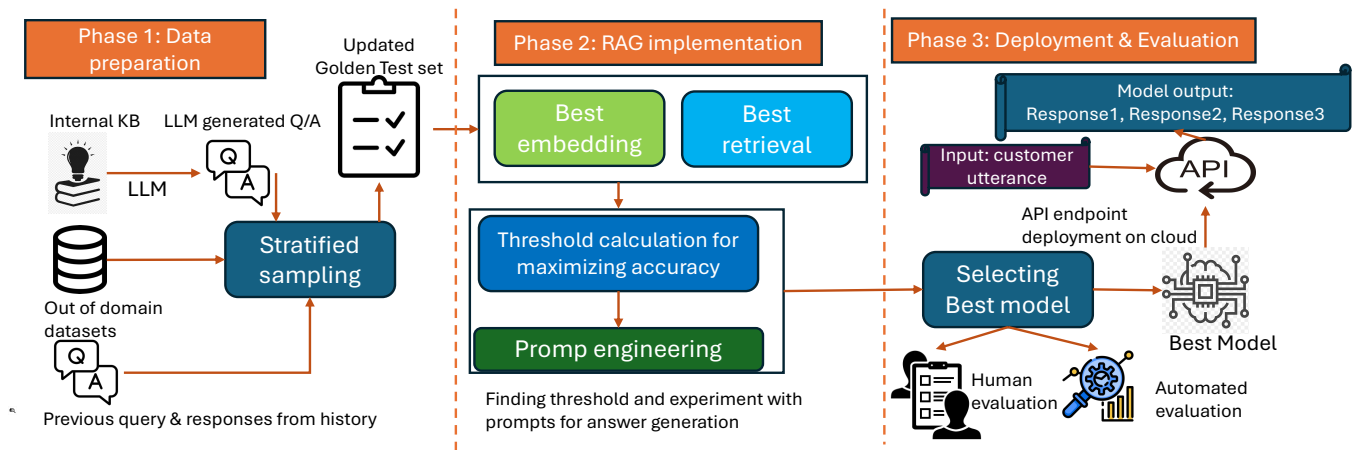 Phase 1: Data
preparation
Updated
Golden Test set
Internal KB
LLM generated Q/A
Q
A
LLM
Stratified
sampling
Out of domain
datasets
Q
A
Previous query & responses from history
Phase 2: RAG implementation
Best
embedding
Best
retrieval
Threshold calculation for
maximizing accuracy
Promp engineering
Finding threshold and experiment with
prompts for answer generation
Phase 3: Deployment & Evaluation
Model output:
Response1, Response2, Response3
Input: customer
utterance
API
API endpoint
deployment on cloud
Selecting
Best model
Best Model
Human
evaluation
Automated
evaluation